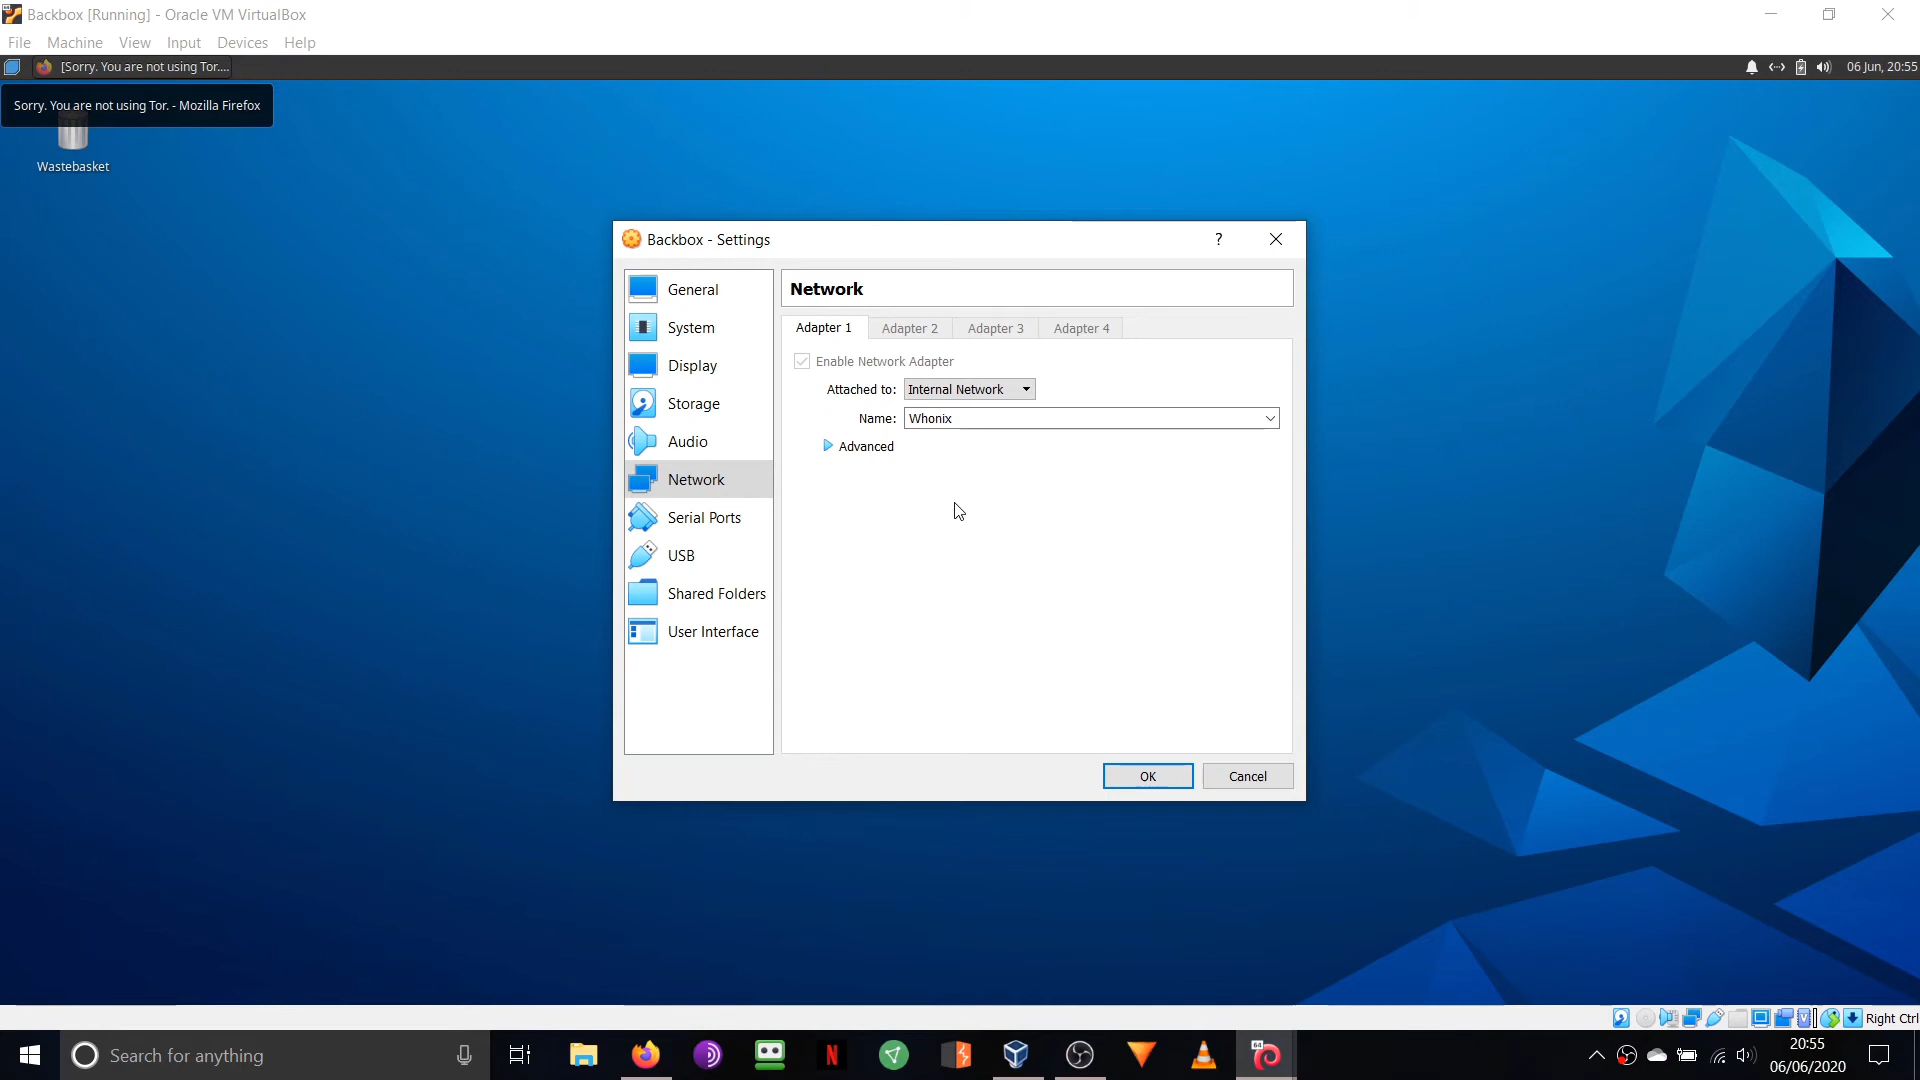 Backbox [Running] - Oracle VM VirtualBox
File Machine View Input Devices Help
[Sorry. You are not using Tor....
06 Jun, 20:55
Sorry. You are not using Tor. - Mozilla Firefox
Wastebasket
Backbox - Settings
?
General
System
Display
Storage
Audio
Network
Serial Ports
USB
Shared Folders
User Interface
Network
Adapter 1 Adapter 2 Adapter 3 Adapter 4
Enable Network Adapter
Attached to: Internal Network
Name: Whonix
Advanced
OK Cancel
Right Ctrl
Search for anything
N
64
20:55
06/06/2020